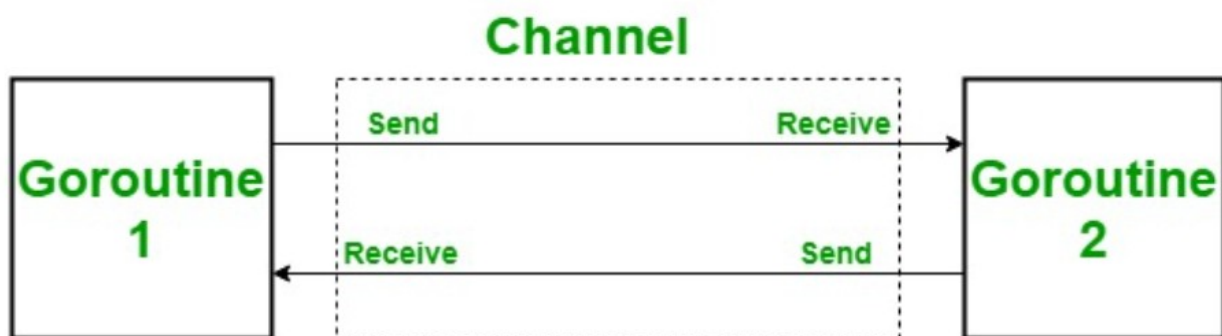 Channel
Send Receive
Goroutine
1
Goroutine
2
Receive Send